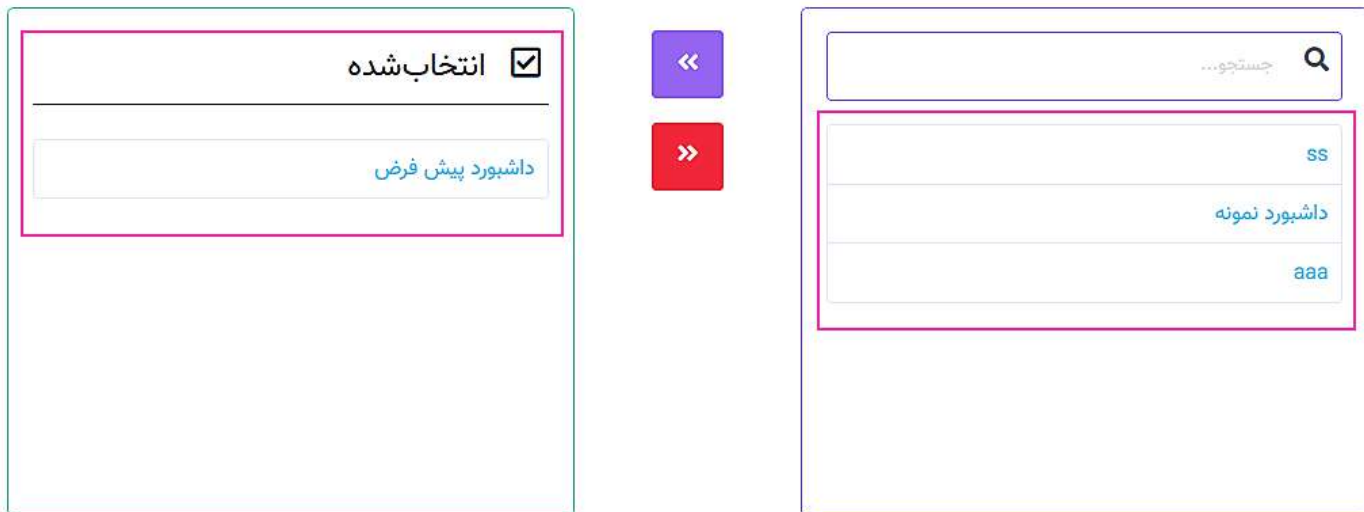 جستجو...
ss
داشبورد نمونه
aaa
انتخاب‌شده
داشبورد پیش فرض